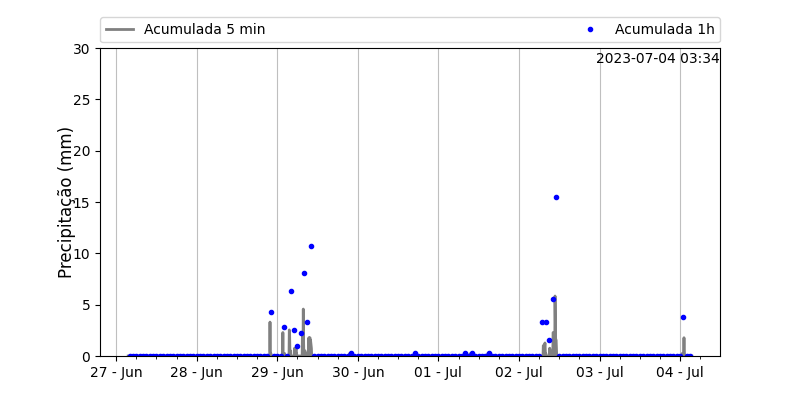 Acumulada 5 min
Acumulada 1h
2023-07-04 03:34
Precipitação (mm)
30
25
20
15
10
5
0
27 - Jun 28 - Jun 29 - Jun 30 - Jun 01 - Jul 02 - Jul 03 - Jul 04 - Jul